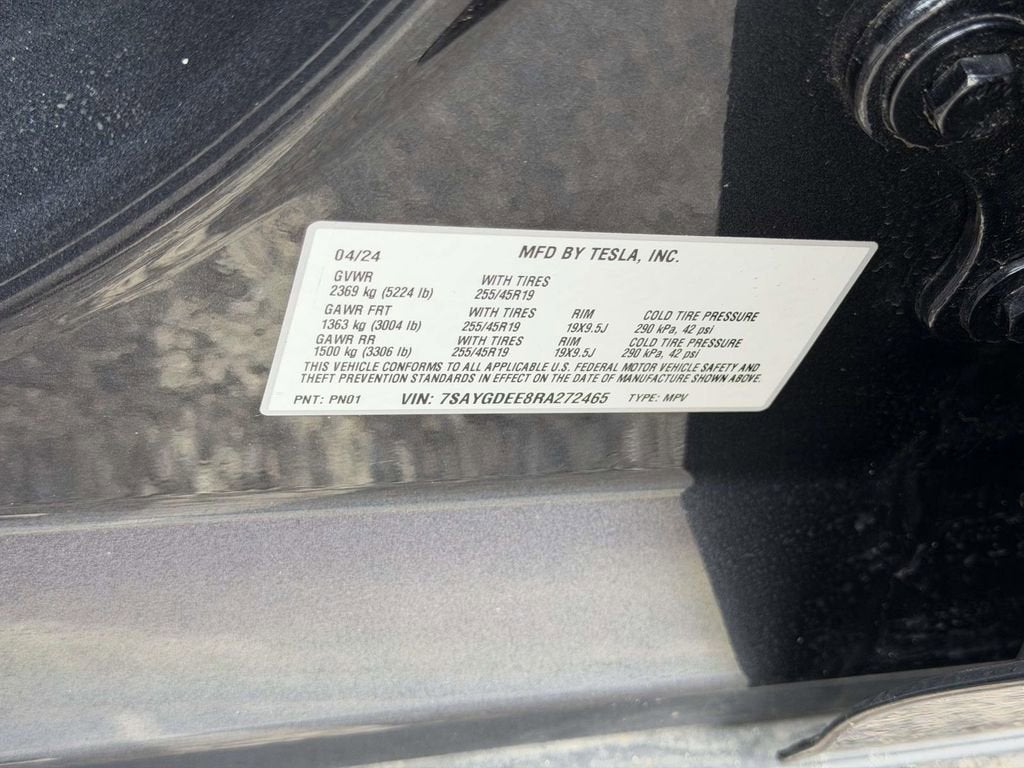 04/24 MFD BY TESLA, INC.
GVWR WITH TIRES
2369 kg (5224 lb) 255/45R19
GAWR FRT WITH TIRES RIM COLD TIRE PRESSURE
1363 kg (3004 lb) 255/45R19 19X9.5J 290 kPa, 42 psi
GAWR RR WITH TIRES RIM COLD TIRE PRESSURE
1500 kg (3306 lb) 255/45R19 19X9.5J 290 kPa, 42 psi
THIS VEHICLE CONFORMS TO ALL APPLICABLE U.S. FEDERAL MOTOR VEHICLE SAFETY AND
THEFT PREVENTION STANDARDS IN EFFECT ON THE DATE OF MANUFACTURE SHOWN ABOVE.
PNT: PN01 VIN: 7SAYGDEE8RA272465 TYPE: MPV